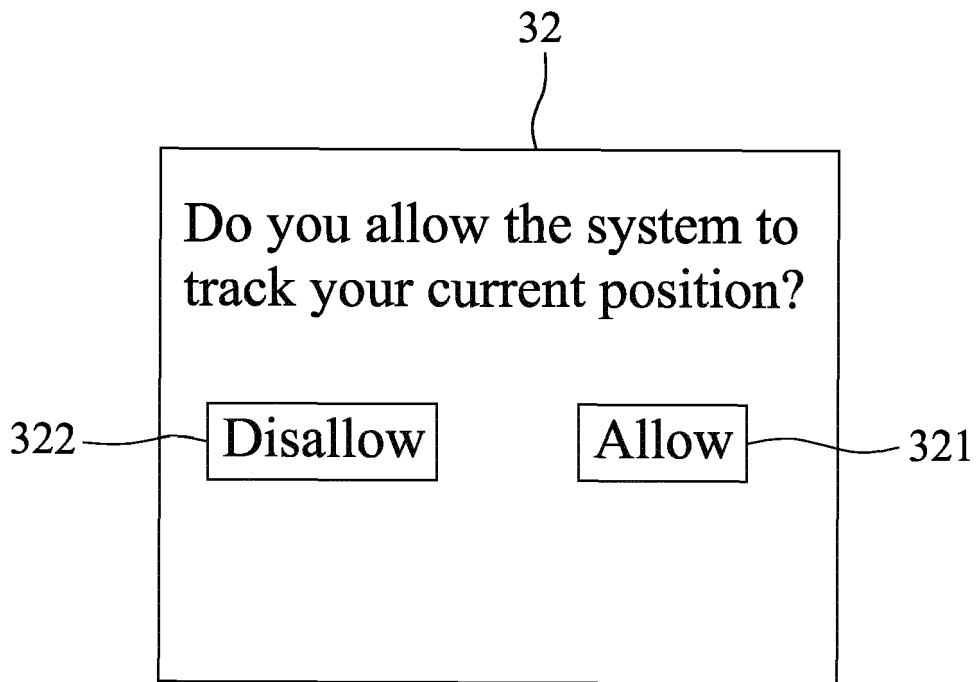 32
Do you allow the system to
track your current position?
322 Disallow Allow 321